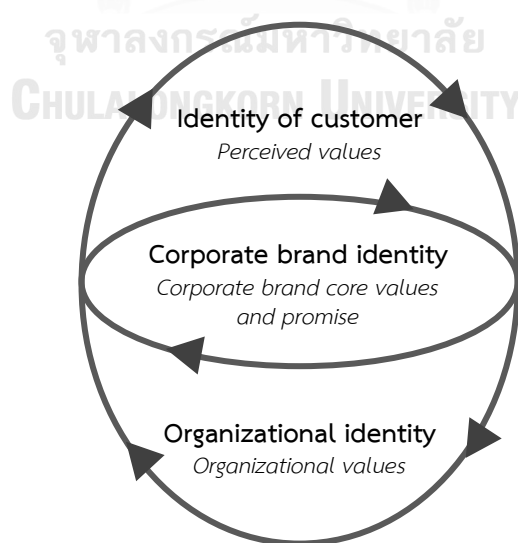 จุฬาลงกรณ์มหาวิทยาลัย
CHULALONGKORN UNIVERSITY
Identity of customer
Perceived values
Corporate brand identity
Corporate brand core values
and promise
Organizational identity
Organizational values